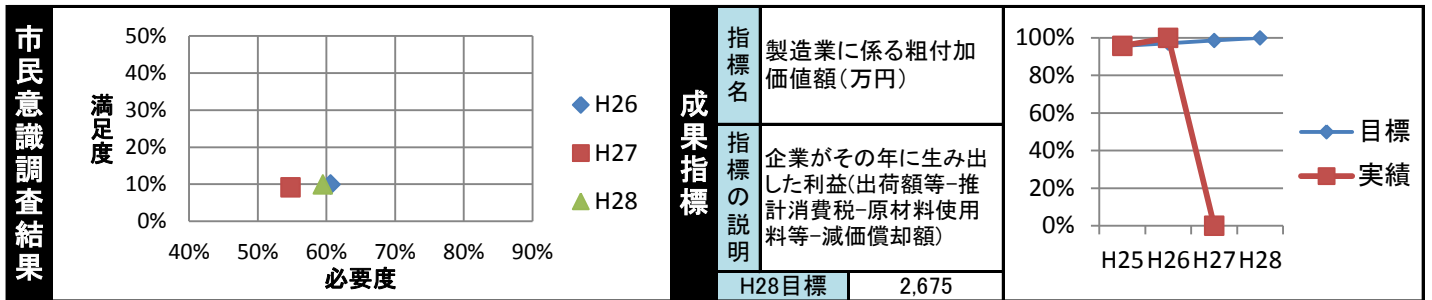 市民意識調査結果
50%
40%
30%
20%
10%
0%
満足度
40% 50% 60% 70% 80% 90%
必要度
H26
H27
H28
成果指標
指標名
製造業に係る粗付加
価値額(万円)
指標の説明
企業がその年に生み出
した利益(出荷額等-推
計消費税-原材料使用
料等-減価償却額)
H28目標 2,675
100%
80%
60%
40%
20%
0%
H25 H26 H27 H28
目標
実績